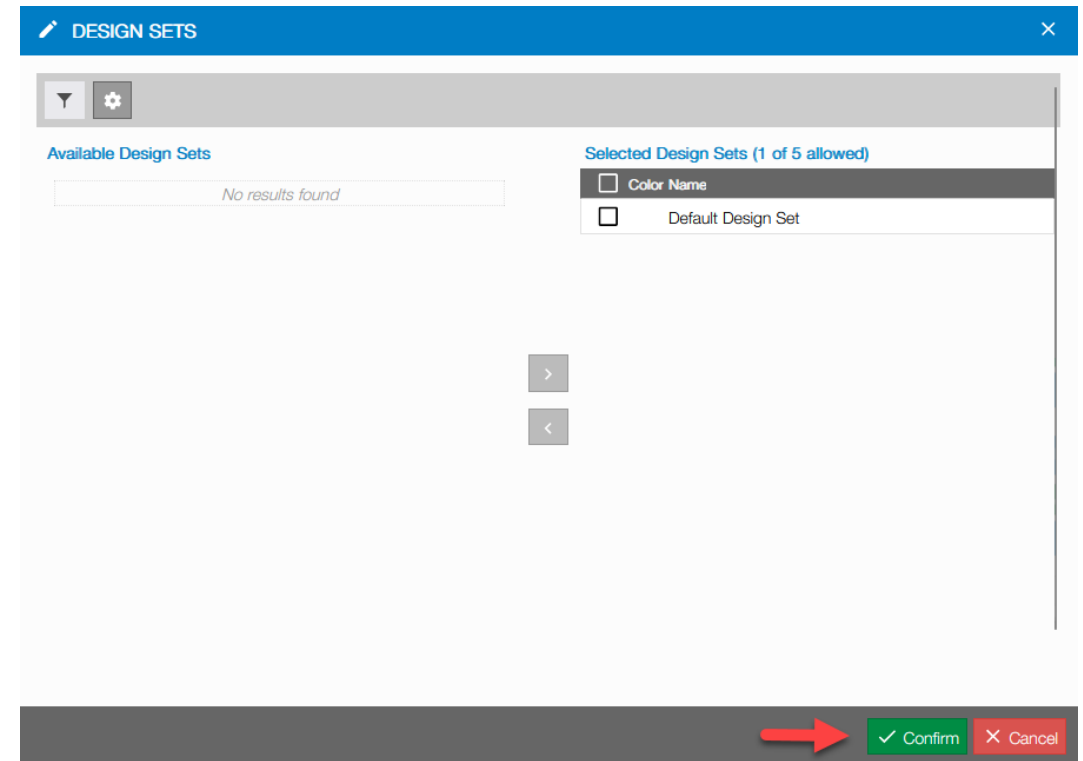 DESIGN SETS
Available Design Sets
No results found
Selected Design Sets (1 of 5 allowed)
Color Name
Default Design Set
Confirm
Cancel